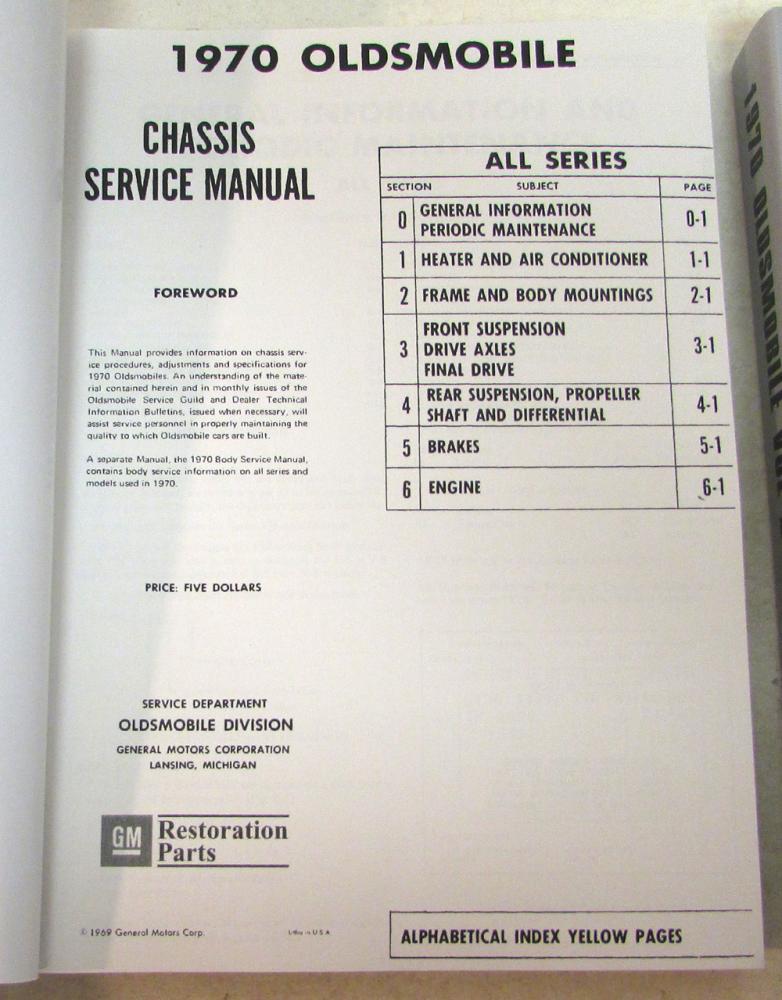 1970 OLDSMOBILE
CHASSIS
SERVICE MANUAL
FOREWORD
This Manual provides information on chassis serv-
ice procedures, adjustments and specifications for
1970 Oldsmobiles. An understanding of the mate-
rial contained herein and in monthly issues of the
Oldsmobile Service Guild and Dealer Technical
Information Bulletins, issued when necessary, will
assist service personnel in properly maintaining the
quality to which Oldsmobile cars are built.
A separate Manual, the 1970 Body Service Manual,
contains body service information on all series and
models used in 1970.
PRICE: FIVE DOLLARS
SERVICE DEPARTMENT
OLDSMOBILE DIVISION
GENERAL MOTORS CORPORATION
LANSING, MICHIGAN
GM Restoration
Parts
© 1969 General Motors Corp.
Litho in U S A
ALL SERIES
SECTION SUBJECT PAGE
0 GENERAL INFORMATION
PERIODIC MAINTENANCE 0-1
1 HEATER AND AIR CONDITIONER 1-1
2 FRAME AND BODY MOUNTINGS 2-1
3 FRONT SUSPENSION
DRIVE AXLES
FINAL DRIVE 3-1
4 REAR SUSPENSION, PROPELLER
SHAFT AND DIFFERENTIAL 4-1
5 BRAKES 5-1
6 ENGINE 6-1
ALPHABETICAL INDEX YELLOW PAGES
1970 OLDSMOBILE